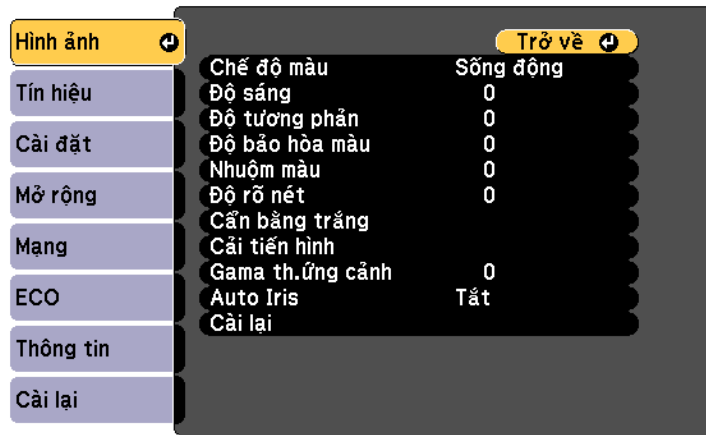 Hình ảnh
Tín hiệu
Cài đặt
Mở rộng
Mạng
ECO
Thông tin
Cài lại
Trở về
Chế độ màu Sống động
Độ sáng 0
Độ tương phản 0
Độ bảo hòa màu 0
Nhuộm màu 0
Độ rõ nét 0
Cẩn bằng trắng
Cải tiến hình
Gama th.ứng cảnh 0
Auto Iris Tắt
Cài lại